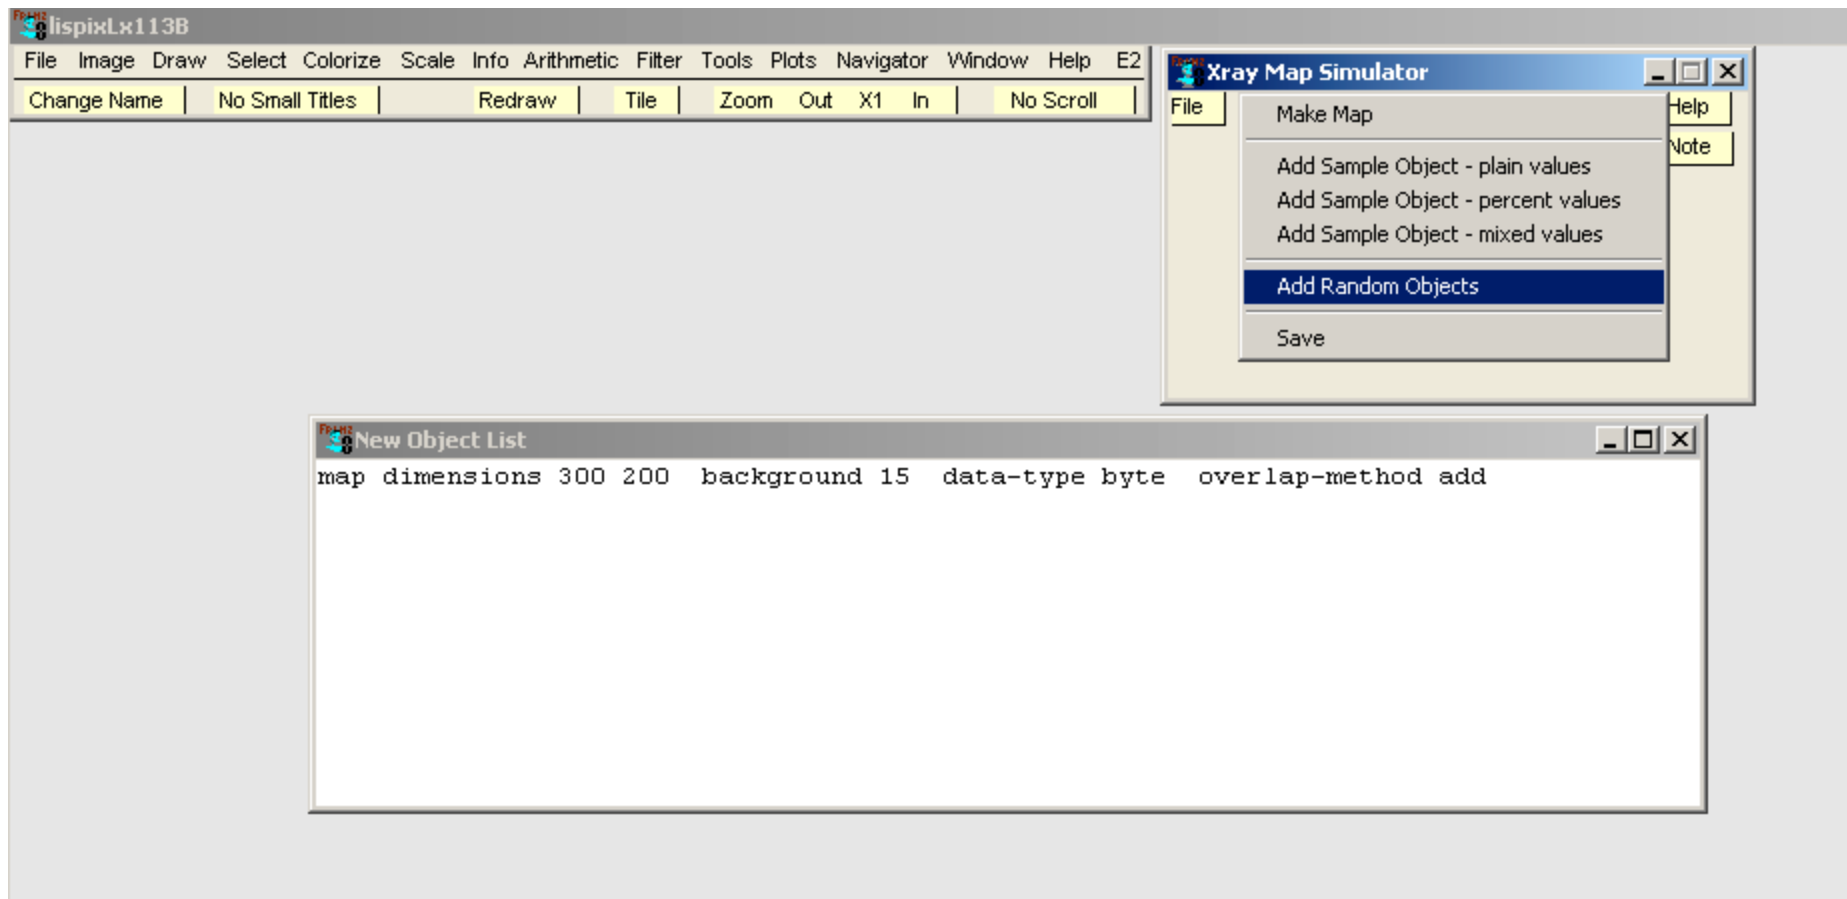 lispixLx113B
File Image Draw Select Colorize Scale Info Arithmetic Filter Tools Plots Navigator Window Help E2
Change Name No Small Titles Redraw Tile Zoom Out X1 In No Scroll
Xray Map Simulator
File Help
Note
Make Map
Add Sample Object - plain values
Add Sample Object - percent values
Add Sample Object - mixed values
Add Random Objects
Save
New Object List
map dimensions 300 200 background 15 data-type byte overlap-method add